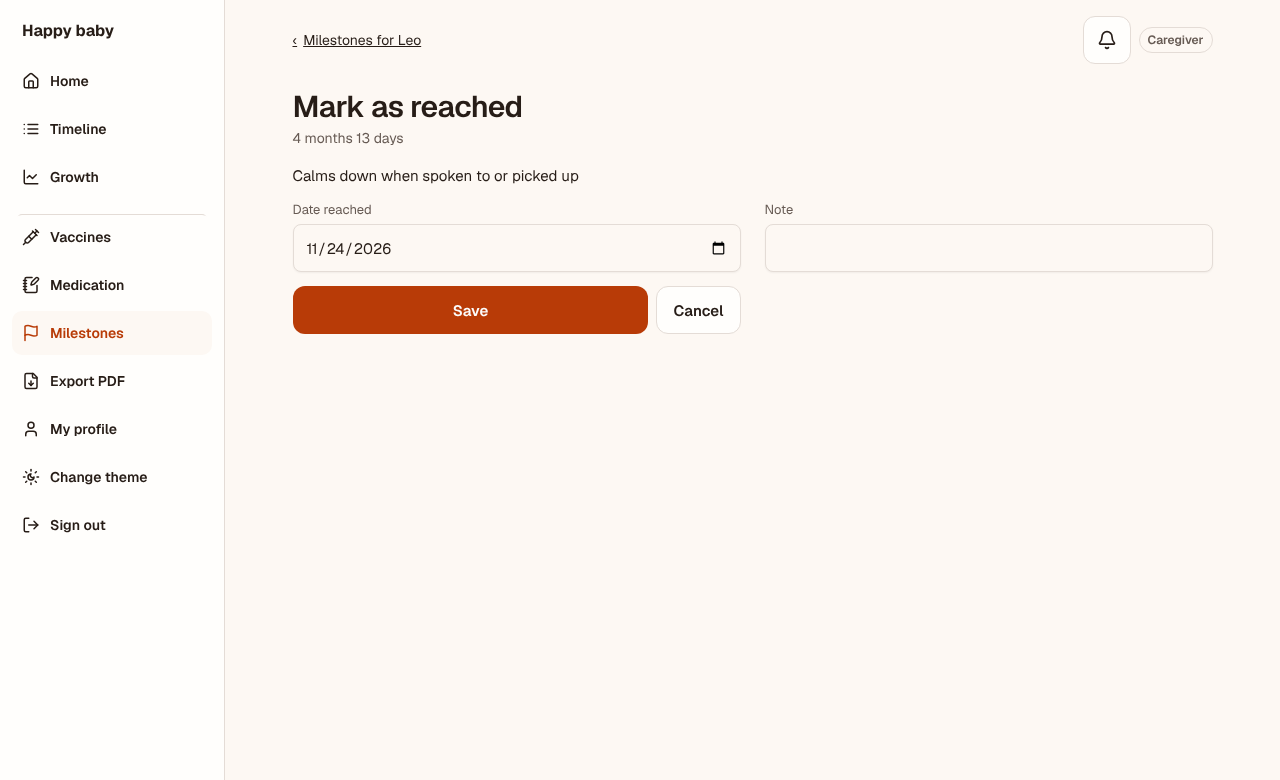 Happy baby
Home
Timeline
Growth
Vaccines
Medication
Milestones
Export PDF
My profile
Change theme
Sign out
‹ Milestones for Leo
Caregiver
Mark as reached
4 months 13 days
Calms down when spoken to or picked up
Date reached
11/24/2026
Note
Save
Cancel